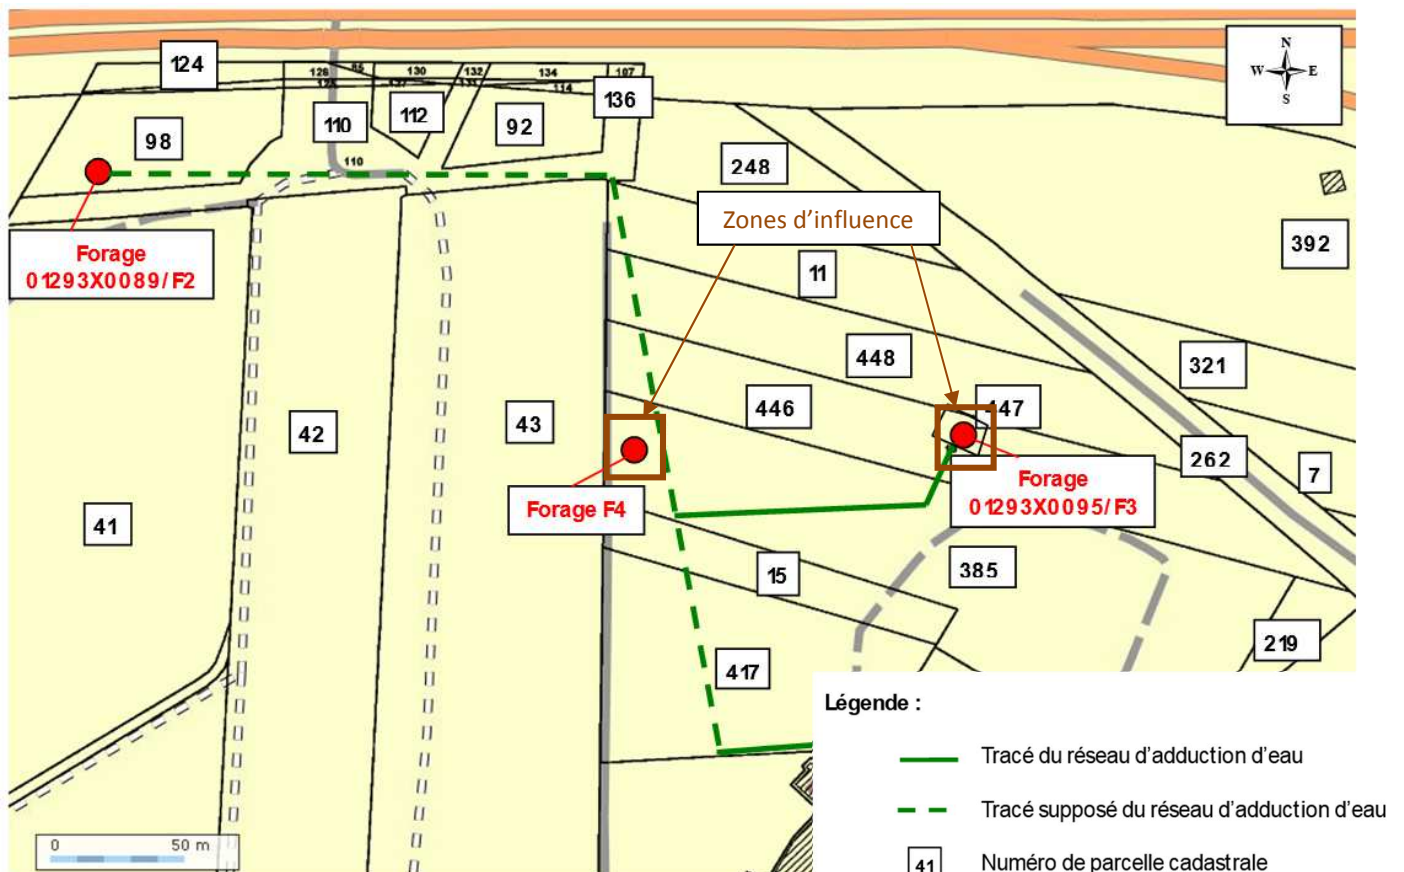 N
W E
S
124
126
85
130
132
134
107
125
127
131
114
136
98
110
112
92
110
248
Zones d'influence
392
Forage
01293X0089/F2
11
448
321
446
447
43
42
262
7
Forage
01293X0095/F3
Forage F4
41
15
385
219
417
Légende :
Tracé du réseau d'adduction d'eau
Tracé supposé du réseau d'adduction d'eau
41 Numéro de parcelle cadastrale
0 50 m